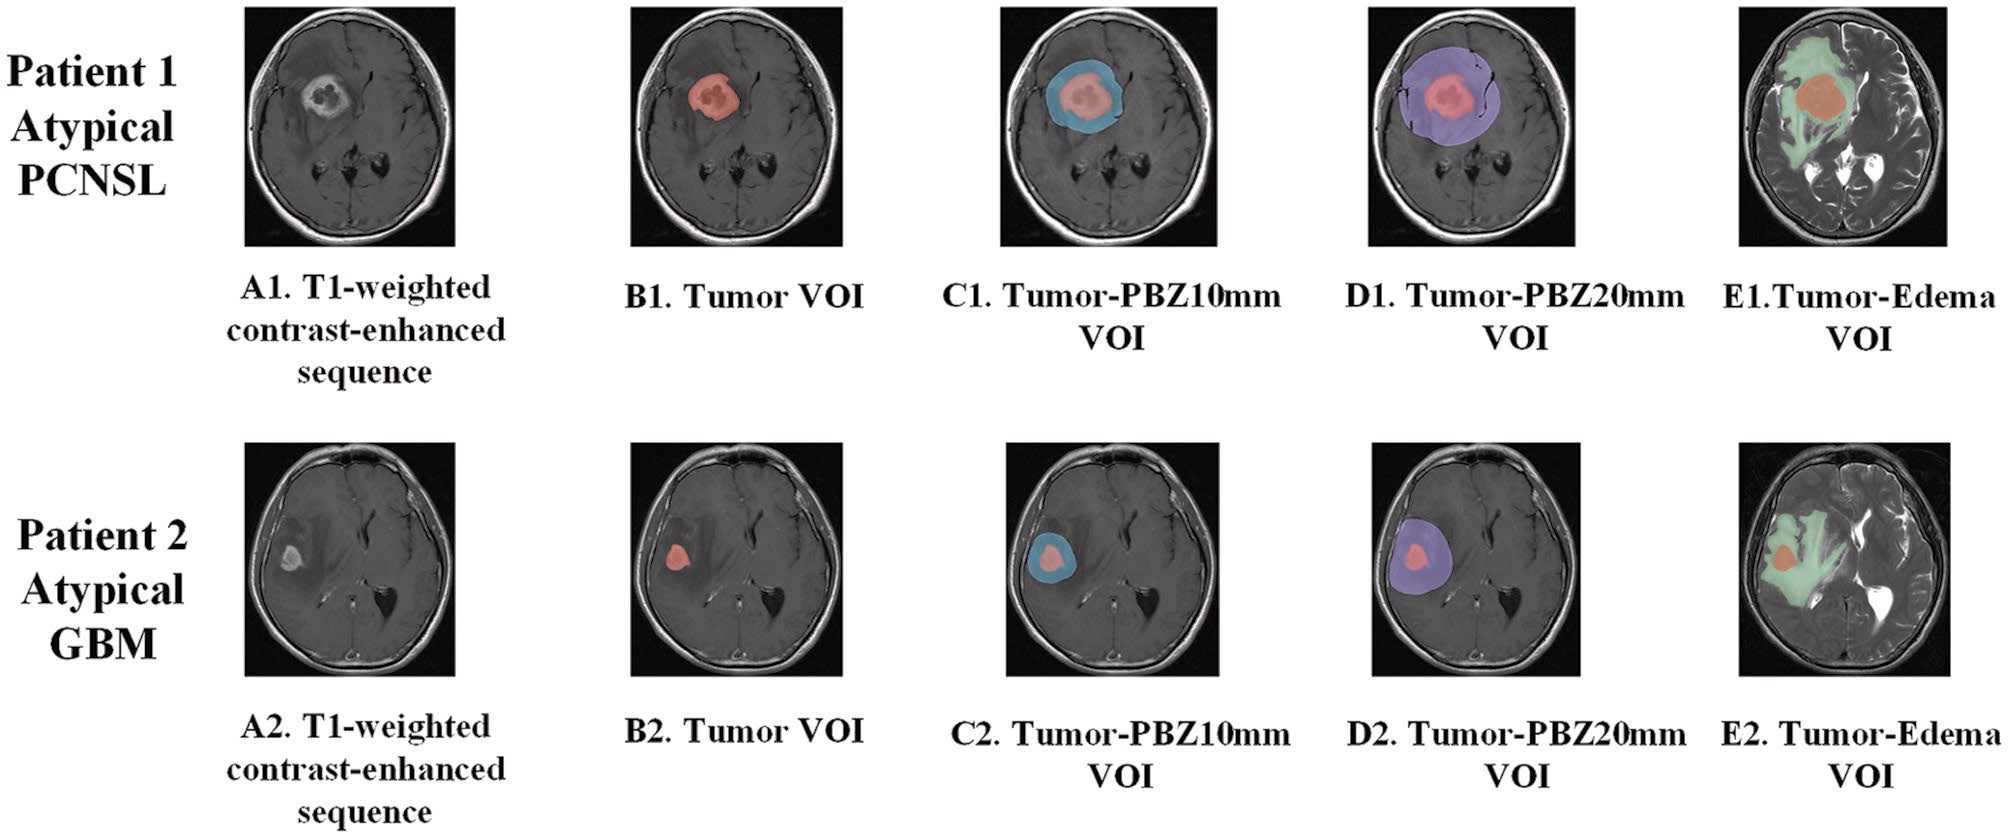 Patient 1
Atypical
PCNSL
A1. T1-weighted
contrast-enhanced
sequence
B1. Tumor VOI
C1. Tumor-PBZ10mm
VOI
D1. Tumor-PBZ20mm
VOI
E1.Tumor-Edema
VOI
Patient 2
Atypical
GBM
A2. T1-weighted
contrast-enhanced
sequence
B2. Tumor VOI
C2. Tumor-PBZ10mm
VOI
D2. Tumor-PBZ20mm
VOI
E2. Tumor-Edema
VOI